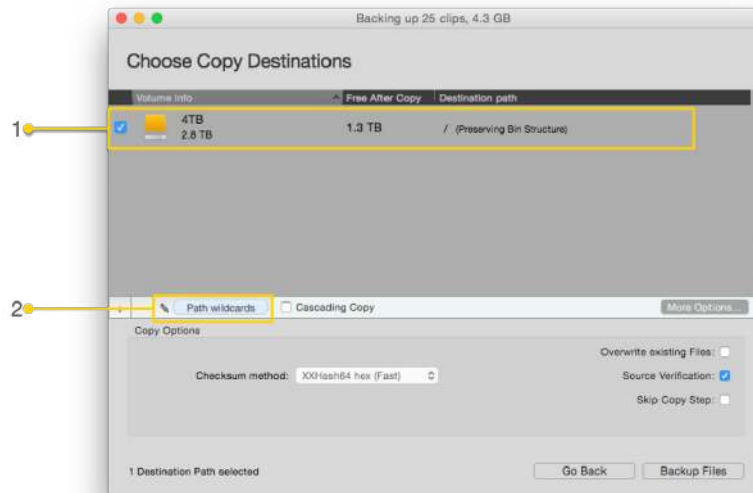 Backing up 25 clips, 4.3 GB
Choose Copy Destinations
Volume Info Free After Copy Destination path
1
4TB
2.8 TB
1.3 TB
/ (Preserving Bin Structure)
2
Path wildcards
Cascading Copy
More Options...
Copy Options
Overwrite existing Files:
Checksum method: XXHash64 hex (Fast)
Source Verification:
Skip Copy Step:
1 Destination Path selected
Go Back
Backup Files